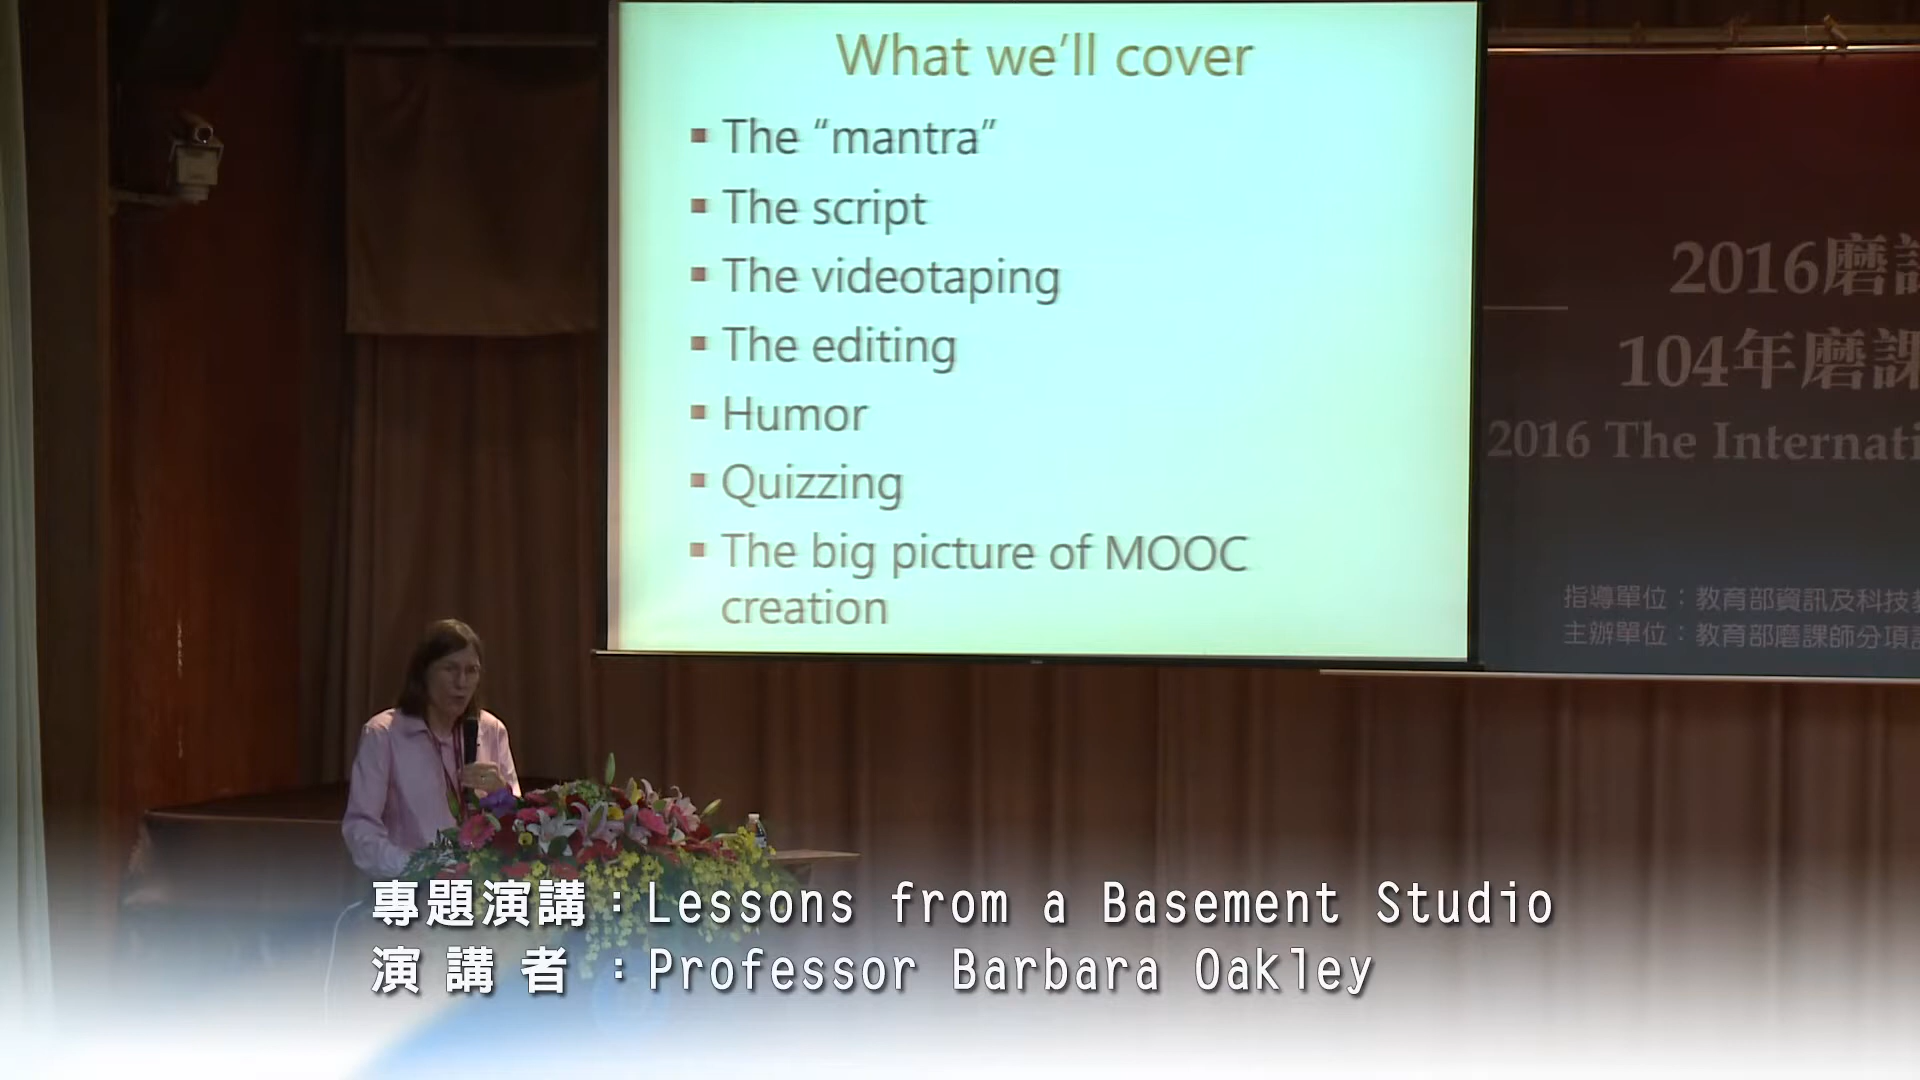 What we'll cover
▪ The “mantra”
▪ The script
▪ The videotaping
▪ The editing
▪ Humor
▪ Quizzing
▪ The big picture of MOOC
creation
2016磨課
104年磨課
2016 The Internati
指導單位：教育部資訊及科技教
主辦單位：教育部磨課師分項計
專題演講：Lessons from a Basement Studio
演講者：Professor Barbara Oakley